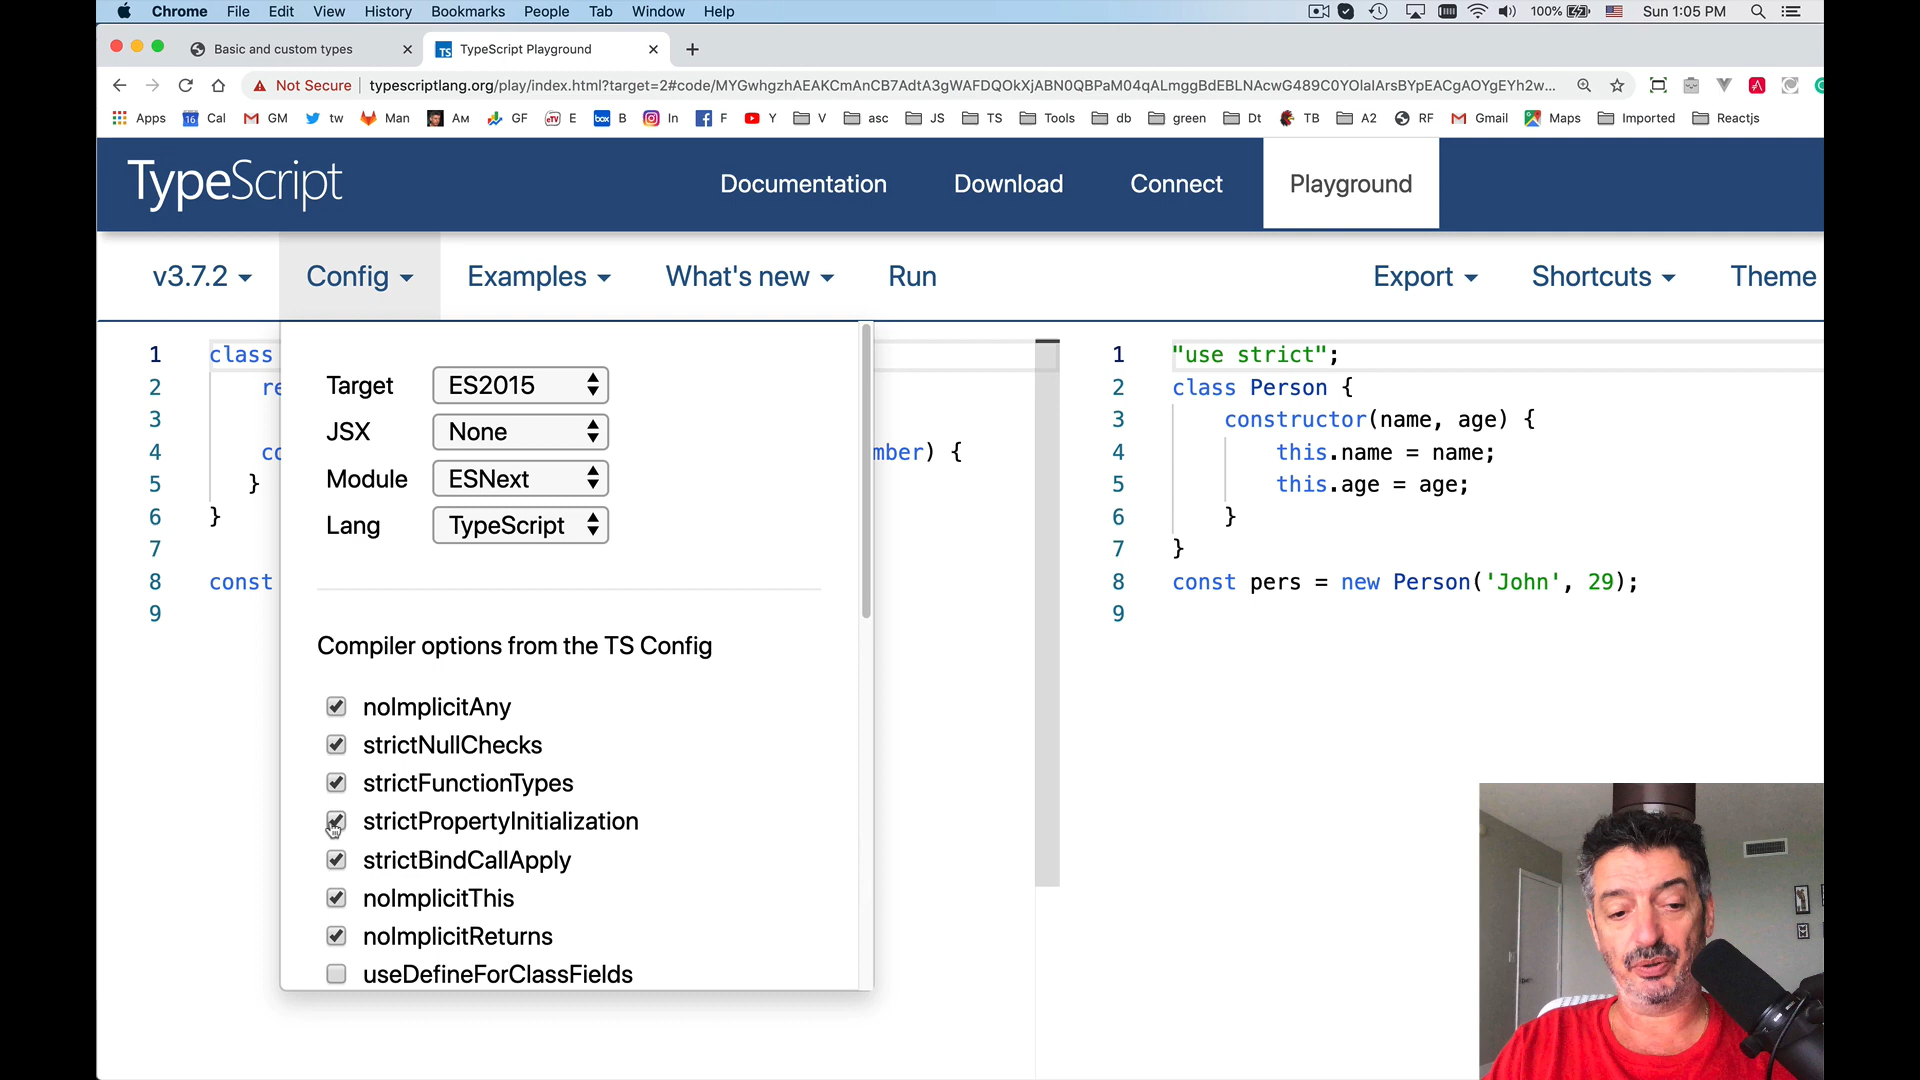 Chrome File Edit View History Bookmarks People Tab Window Help 100% Sun 1:05 PM
Basic and custom types TS TypeScript Playground
Not Secure typescriptlang.org/play/index.html?target=2#code/MYGwhgzhAEAKCmAnCB7AdtA3gWAFDQOkXjABN0QBPaM04qALmggBdEBLNAcwG489C0YOlaIArsBYpEACgAOYgEYh2w...
Apps 16 Cal GM tw Man Aм GF eTV E box B In F Y V asc JS TS Tools db green Dt TB A2 RF Gmail Maps Imported Reactjs
TypeScript Documentation Download Connect Playground
v3.7.2 Config Examples What's new Run Export Shortcuts Theme
1 class
2 re
3
4 co mber) {
5 }
6 }
7
8 const
9
Target ES2015
JSX None
Module ESNext
Lang TypeScript
Compiler options from the TS Config
noImplicitAny
strictNullChecks
strictFunctionTypes
strictPropertyInitialization
strictBindCallApply
noImplicitThis
noImplicitReturns
useDefineForClassFields
1 "use strict";
2 class Person {
3 constructor(name, age) {
4 this.name = name;
5 this.age = age;
6 }
7 }
8 const pers = new Person('John', 29);
9